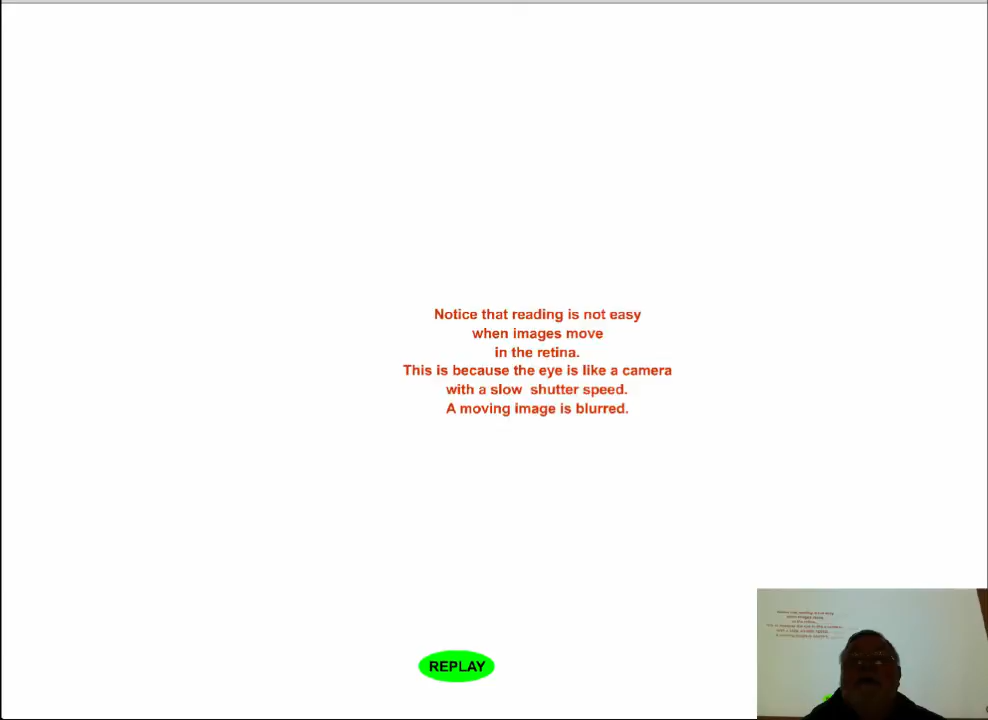 Notice that reading is not easy
when images move
in the retina.
This is because the eye is like a camera
with a slow shutter speed.
A moving image is blurred.
REPLAY